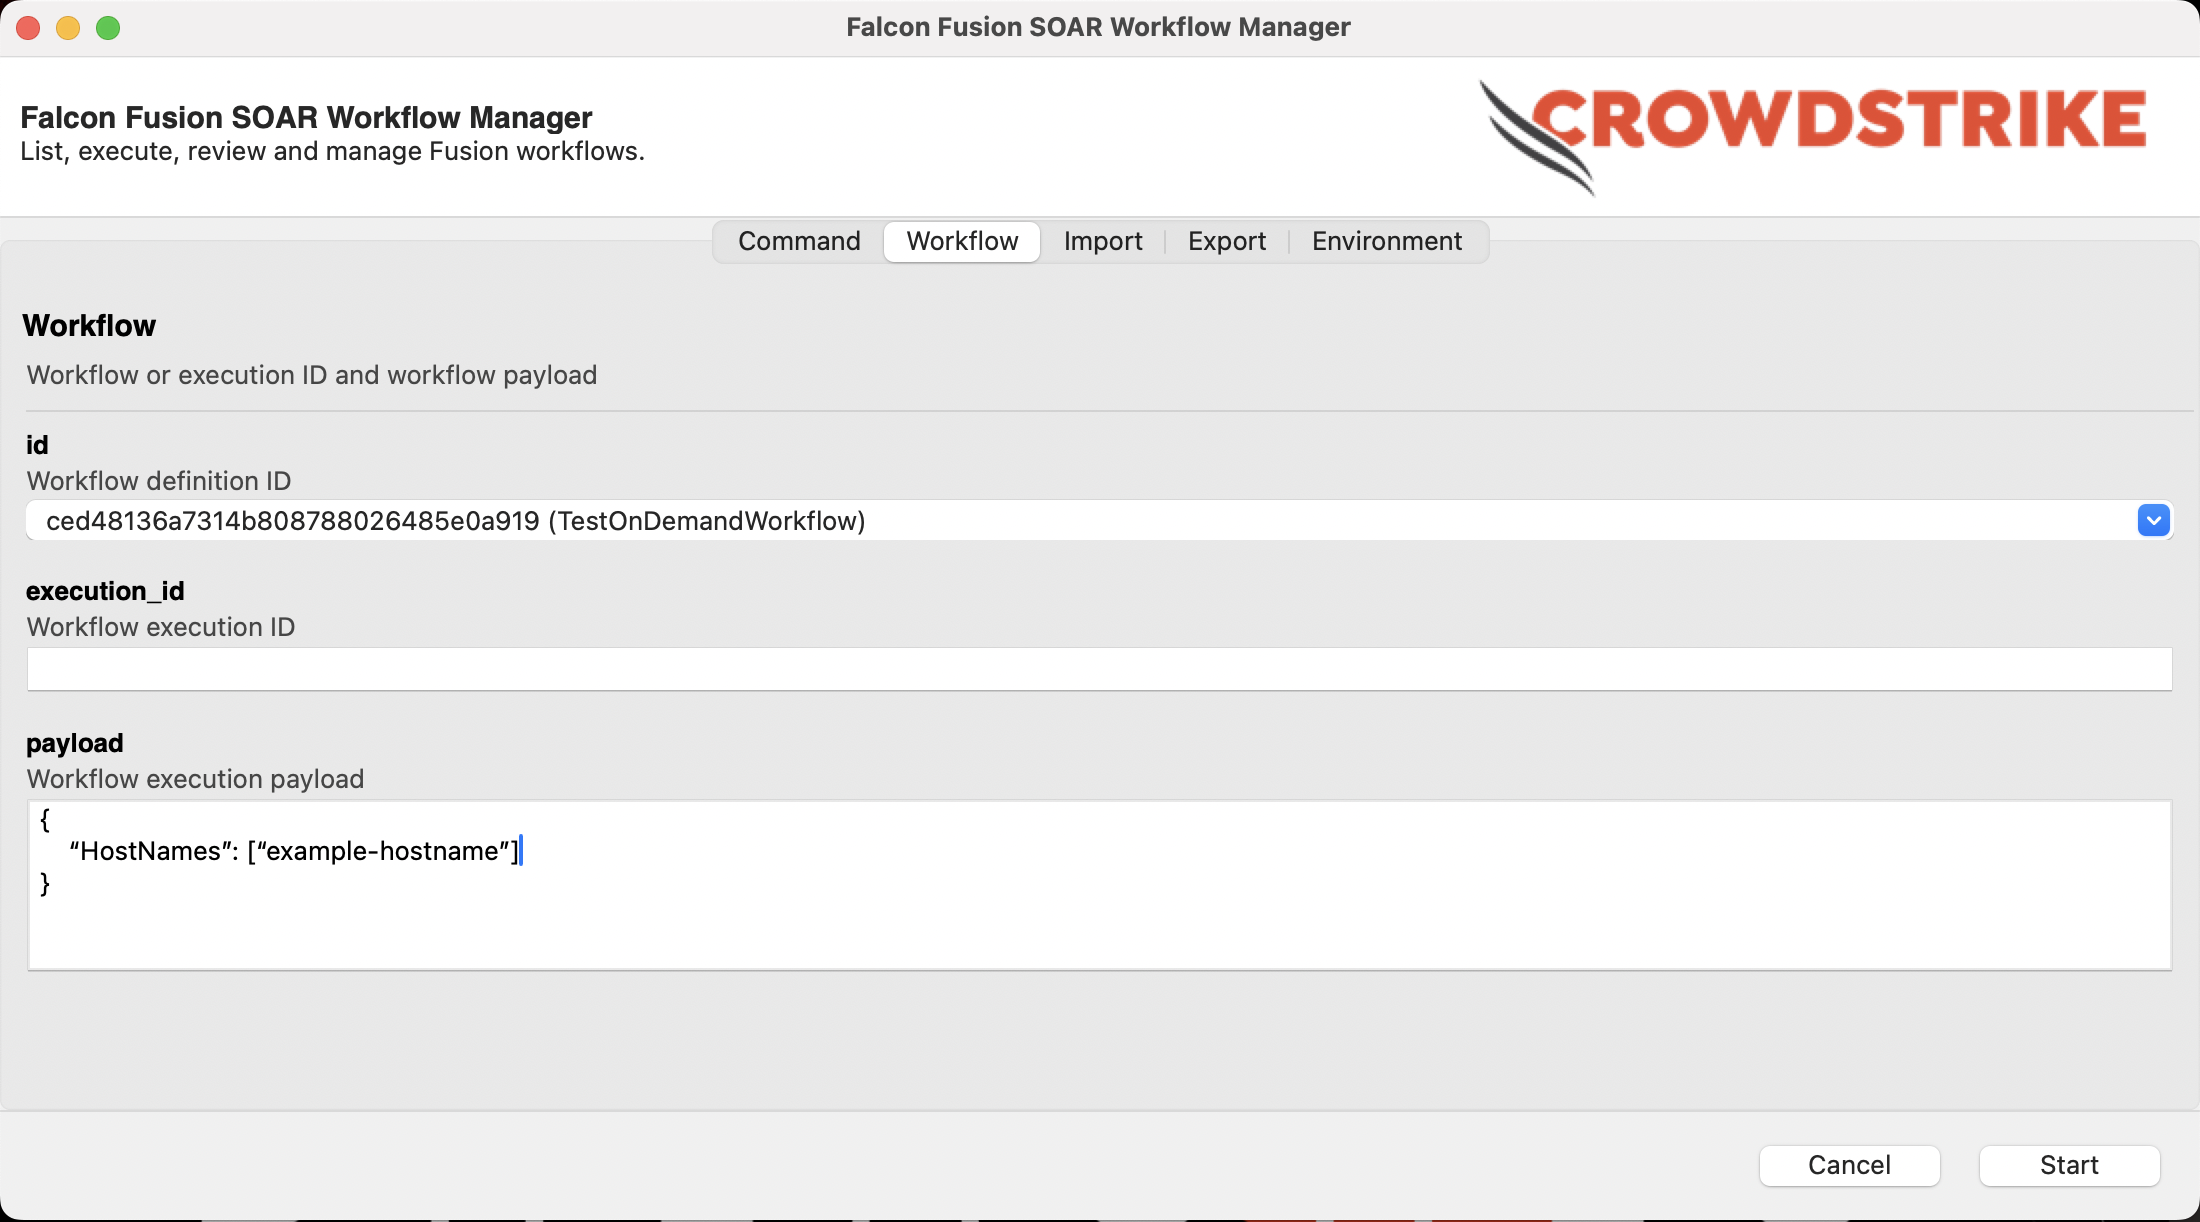 Falcon Fusion SOAR Workflow Manager
Falcon Fusion SOAR Workflow Manager
List, execute, review and manage Fusion workflows.
CROWDSTRIKE
Command Workflow Import Export Environment
Workflow
Workflow or execution ID and workflow payload
id
Workflow definition ID
ced48136a7314b808788026485e0a919 (TestOnDemandWorkflow)
execution_id
Workflow execution ID
payload
Workflow execution payload
{
“HostNames”: [“example-hostname”]
}
Cancel Start